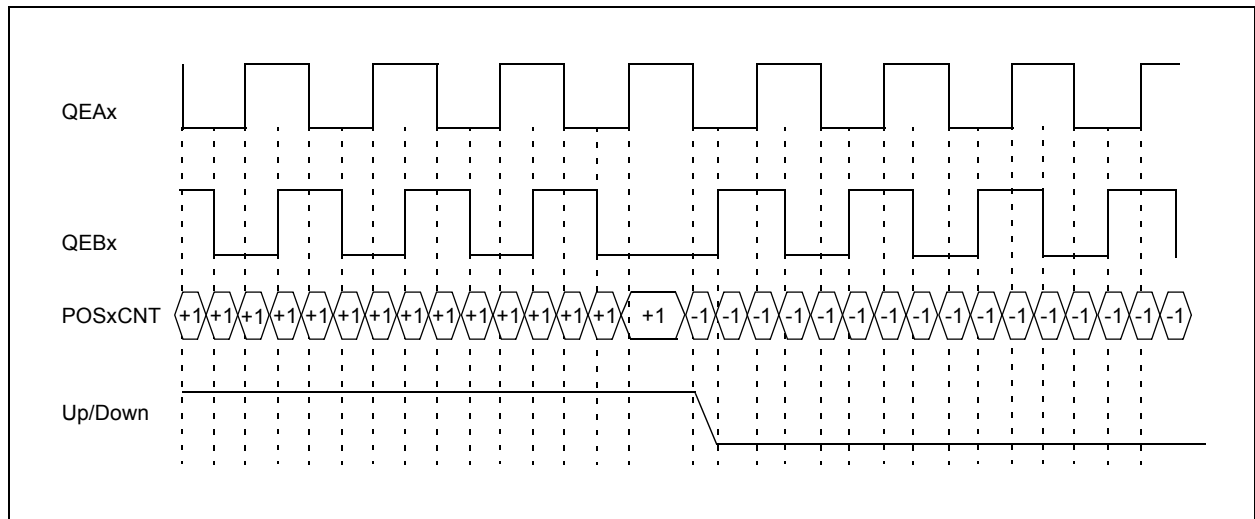 QEAx
QEBx
POSxCNT +1 +1 +1 +1 +1 +1 +1 +1 +1 +1 +1 +1 +1 +1 +1 -1 -1 -1 -1 -1 -1 -1 -1 -1 -1 -1 -1 -1 -1 -1 -1
Up/Down